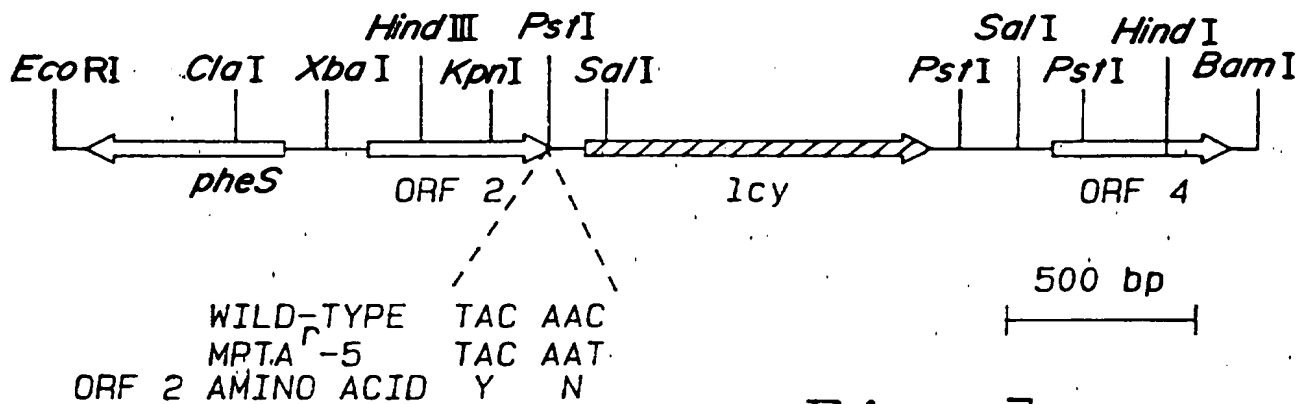 HindIII PstI SalI HindI
EcoRI ClaI XbaI KpnI SalI PstI PstI BamI
pheS ORF 2 lcy ORF 4
500 bp
WILD-TYPE TAC AAC
MPTAʳ-5 TAC AAT
ORF 2 AMINO ACID Y N